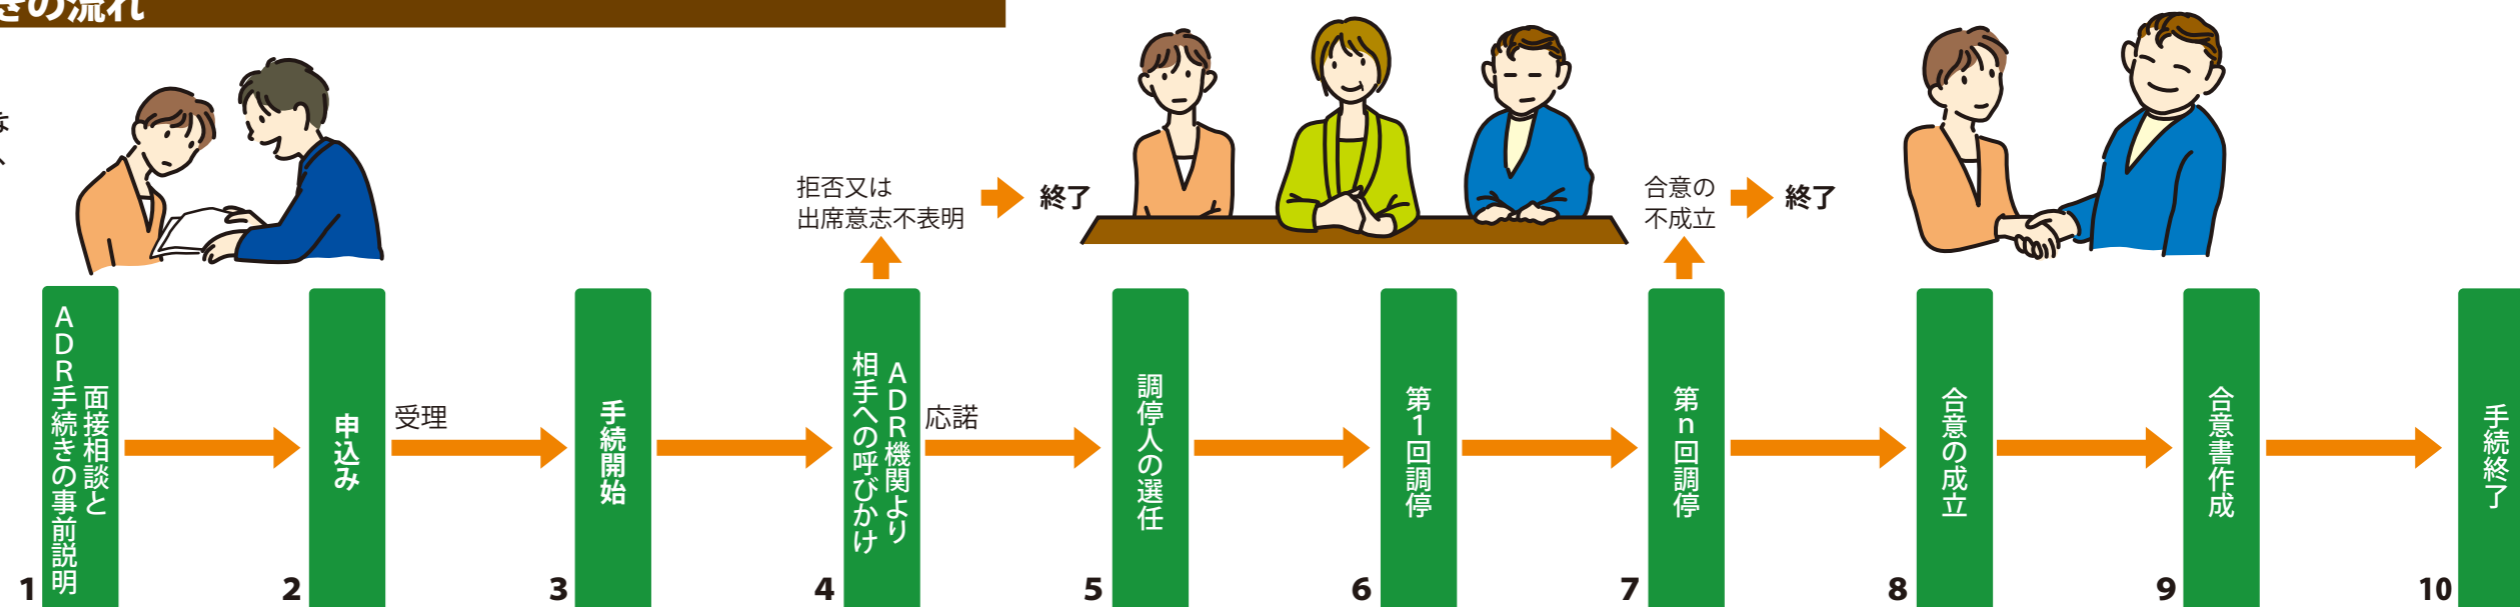 きの流れ
拒否又は
出席意志不表明
終了
合意の
不成立
終了
面接相談と
ADR手続きの事前説明
1
申込み
2
受理
手続開始
3
ADR機関より
相手への呼びかけ
4
応諾
調停人の選任
5
第1回調停
6
第n回調停
7
合意の成立
8
合意書作成
9
手続終了
10